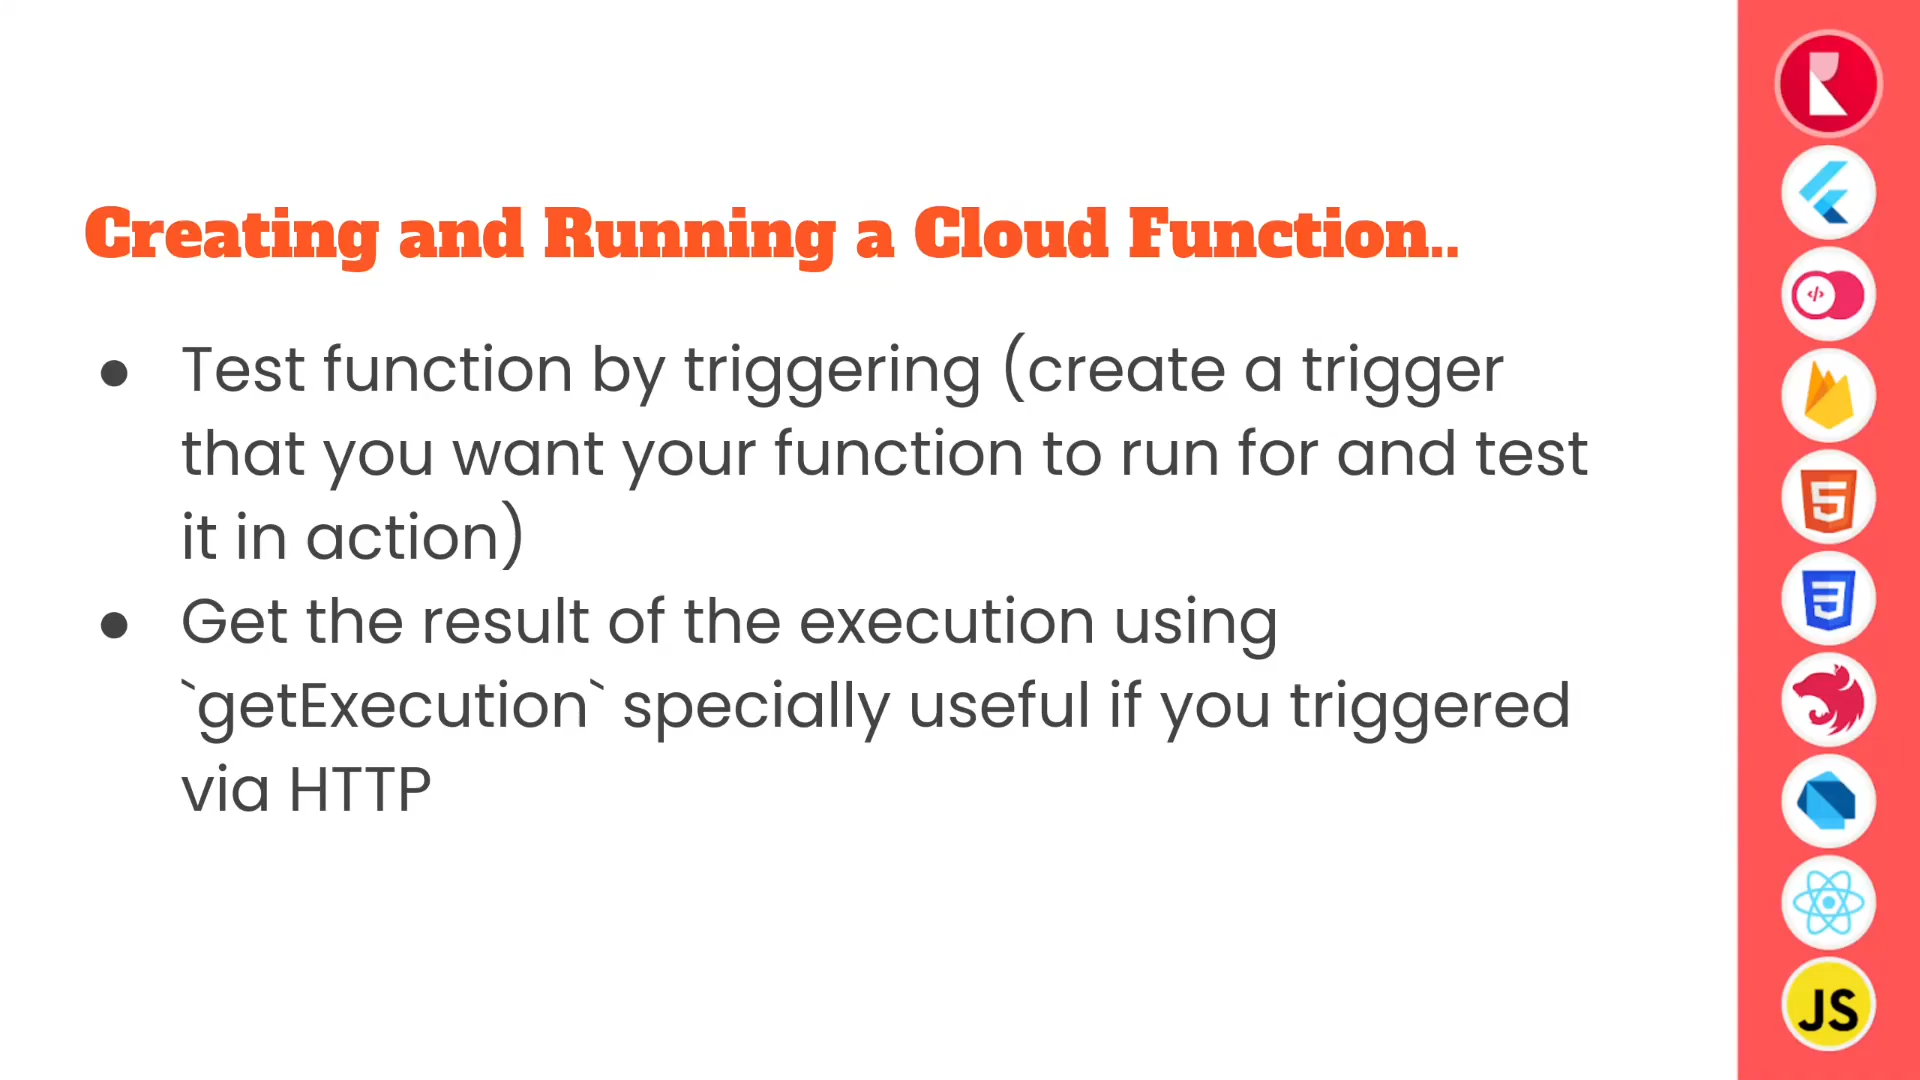 Creating and Running a Cloud Function..
● Test function by triggering (create a trigger
that you want your function to run for and test
it in action)
● Get the result of the execution using
`getExecution` specially useful if you triggered
via HTTP
</>
5
3
JS